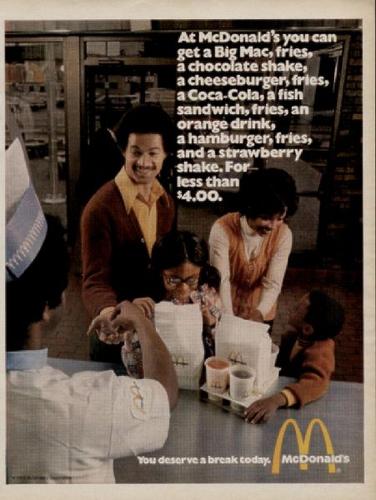 At McDonald's you can
get a Big Mac, fries,
a chocolate shake,
a cheeseburger, fries,
a Coca-Cola, a fish
sandwich, fries, an
orange drink,
a hamburger, fries,
and a strawberry
shake. For
less than
$4.00.
You deserve a break today.
McDonald's